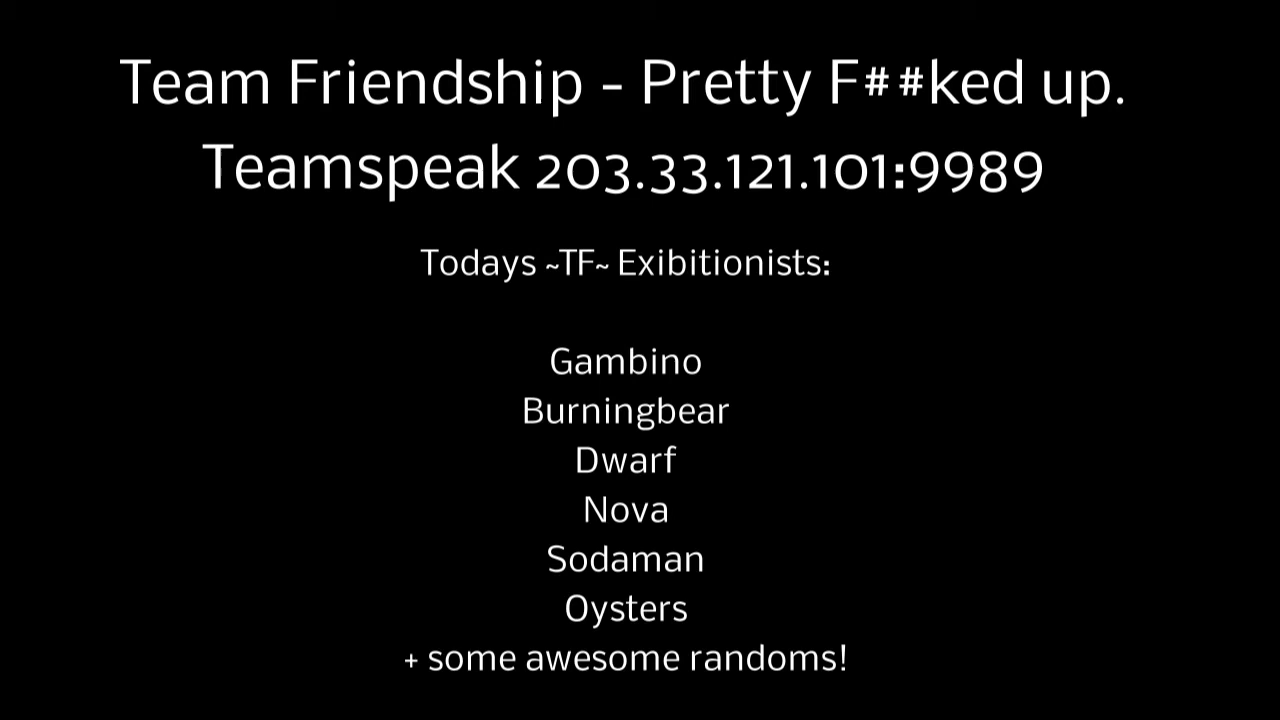 Team Friendship - Pretty F##ked up.
Teamspeak 203.33.121.101:9989
Todays ~TF~ Exibitionists:
Gambino
Burningbear
Dwarf
Nova
Sodaman
Oysters
+ some awesome randoms!